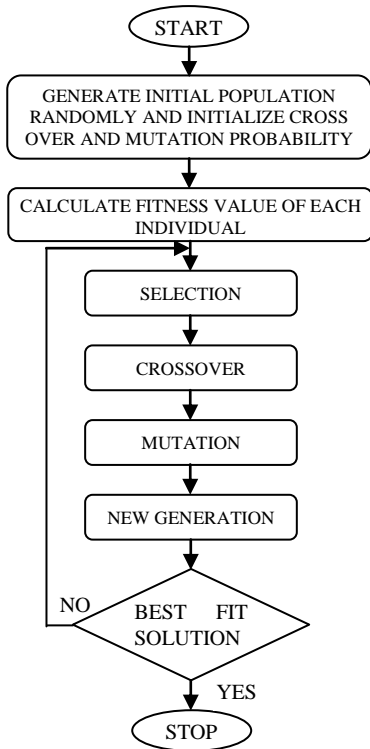 START
GENERATE INITIAL POPULATION
RANDOMLY AND INITIALIZE CROSS
OVER AND MUTATION PROBABILITY
CALCULATE FITNESS VALUE OF EACH
INDIVIDUAL
SELECTION
CROSSOVER
MUTATION
NEW GENERATION
NO
BEST FIT
SOLUTION
YES
STOP